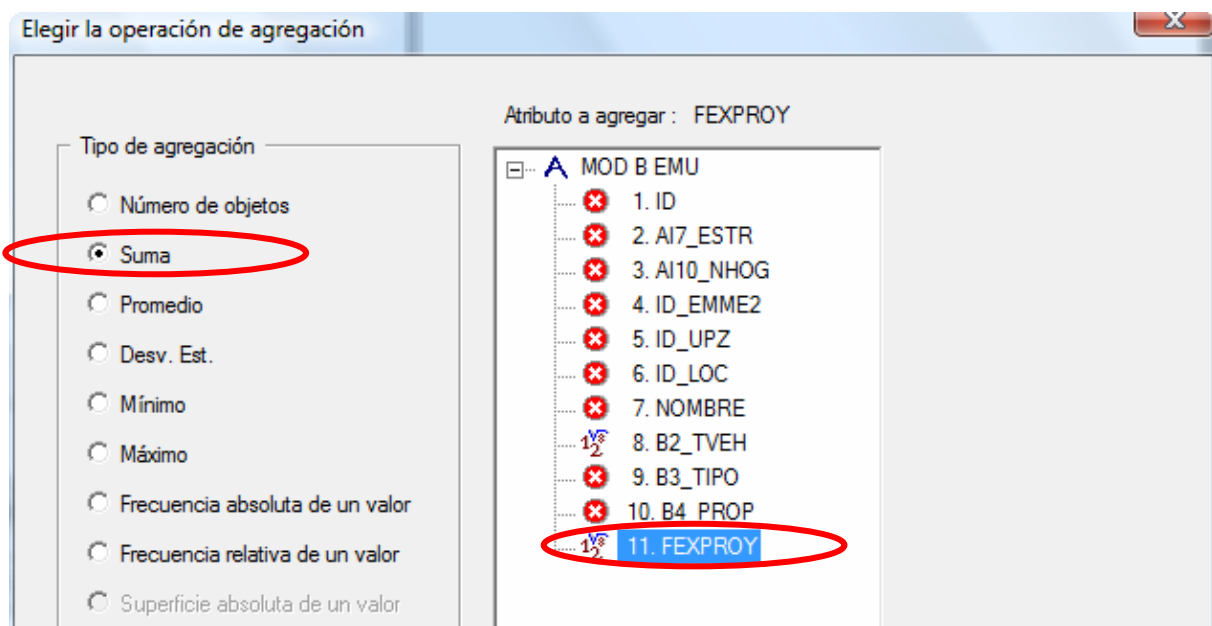 Elegir la operación de agregación
Atributo a agregar : FEXPROY
Tipo de agregación
Número de objetos
Suma
Promedio
Desv. Est.
Mínimo
Máximo
Frecuencia absoluta de un valor
Frecuencia relativa de un valor
Superficie absoluta de un valor
MOD B EMU
1. ID
2. AI7_ESTR
3. AI10_NHOG
4. ID_EMME2
5. ID_UPZ
6. ID_LOC
7. NOMBRE
8. B2_TVEH
9. B3_TIPO
10. B4_PROP
11. FEXPROY